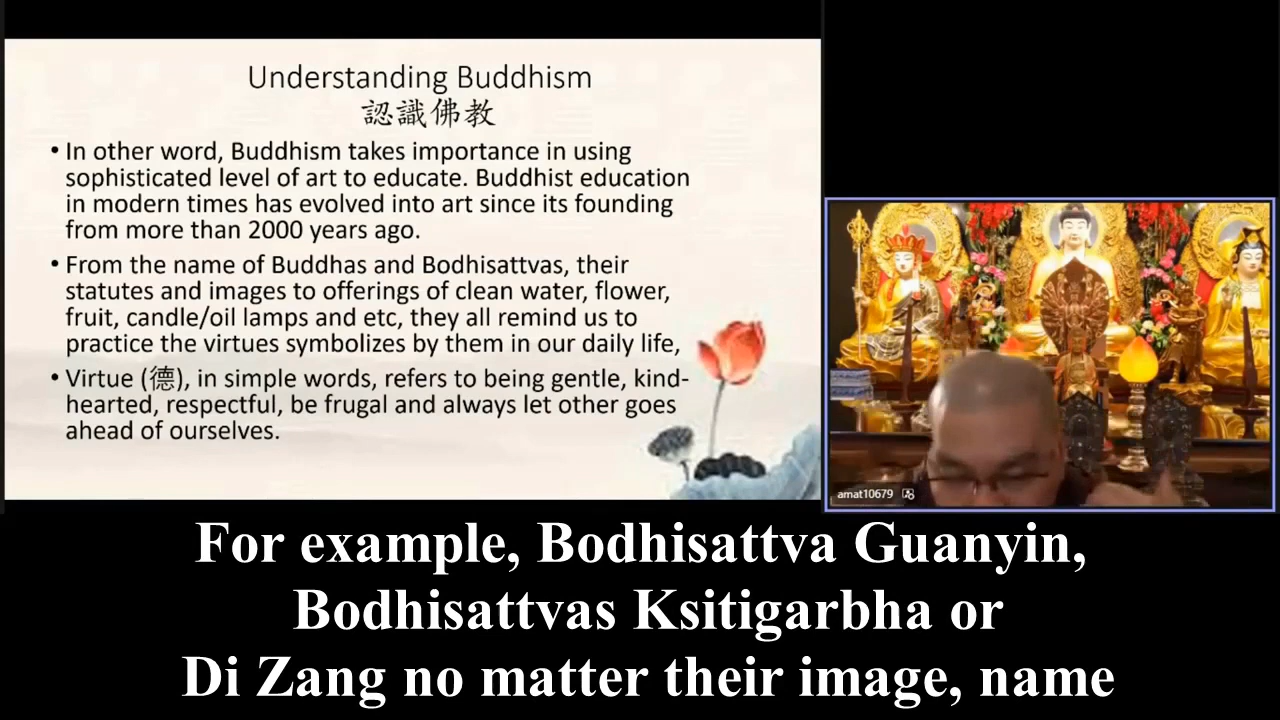 Understanding Buddhism
認識佛教
• In other word, Buddhism takes importance in using
sophisticated level of art to educate. Buddhist education
in modern times has evolved into art since its founding
from more than 2000 years ago.
• From the name of Buddhas and Bodhisattvas, their
statutes and images to offerings of clean water, flower,
fruit, candle/oil lamps and etc, they all remind us to
practice the virtues symbolizes by them in our daily life,
• Virtue (德), in simple words, refers to being gentle, kind-
hearted, respectful, be frugal and always let other goes
ahead of ourselves.
amat10679
For example, Bodhisattva Guanyin,
Bodhisattvas Ksitigarbha or
Di Zang no matter their image, name